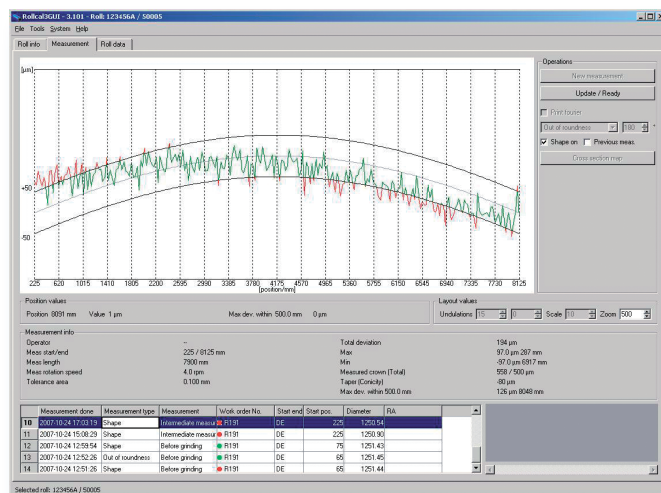 Rollcal3GUI - 3.101 - Roll: 123456A / 50005
File Tools System Help
Roll info Measurement Roll data
[µm]
+50
-50
225 620 1015 1410 1805 2200 2595 2990 3385 3780 4175 4570 4965 5360 5755 6150 6545 6940 7335 7730 8125
[position/mm]
Operations
New measurement
Update / Ready
Print touser
Out of roundness 180
Shape on Previous meas.
Cross section map
Position values
Position 8091 mm Value 1 µm Max dev. within 500.0 mm 0 µm
Layout values
Undulations 15 0 Scale 10 Zoom 500
Measurement info
Operator - Total deviation 194 µm
Meas start/end 225 / 8125 mm Max 97.0 µm 287 mm
Meas length 7900 mm Min -97.0 µm 6917 mm
Meas rotation speed 4.0 rpm Measured crown (Total) 558 / 500 µm
Tolerance area 0.100 mm Taper (Conicity) -80 µm
Max dev. within 500.0 mm 126 µm 8048 mm
Measurement done Measurement type Measurement Work order No. Start end Start pos. Diameter RA
10 2007-10-24 17:03:19 Shape Intermediate measur R191 DE 225 1250.54
11 2007-10-24 15:08:29 Shape Intermediate measur R191 DE 225 1250.90
12 2007-10-24 12:59:54 Shape Before grinding R191 DE 75 1251.43
13 2007-10-24 12:52:26 Out of roundness Before grinding R191 DE 65 1251.45
14 2007-10-24 12:51:26 Shape Before grinding R191 DE 65 1251.44
Selected roll: 123456A / 50005